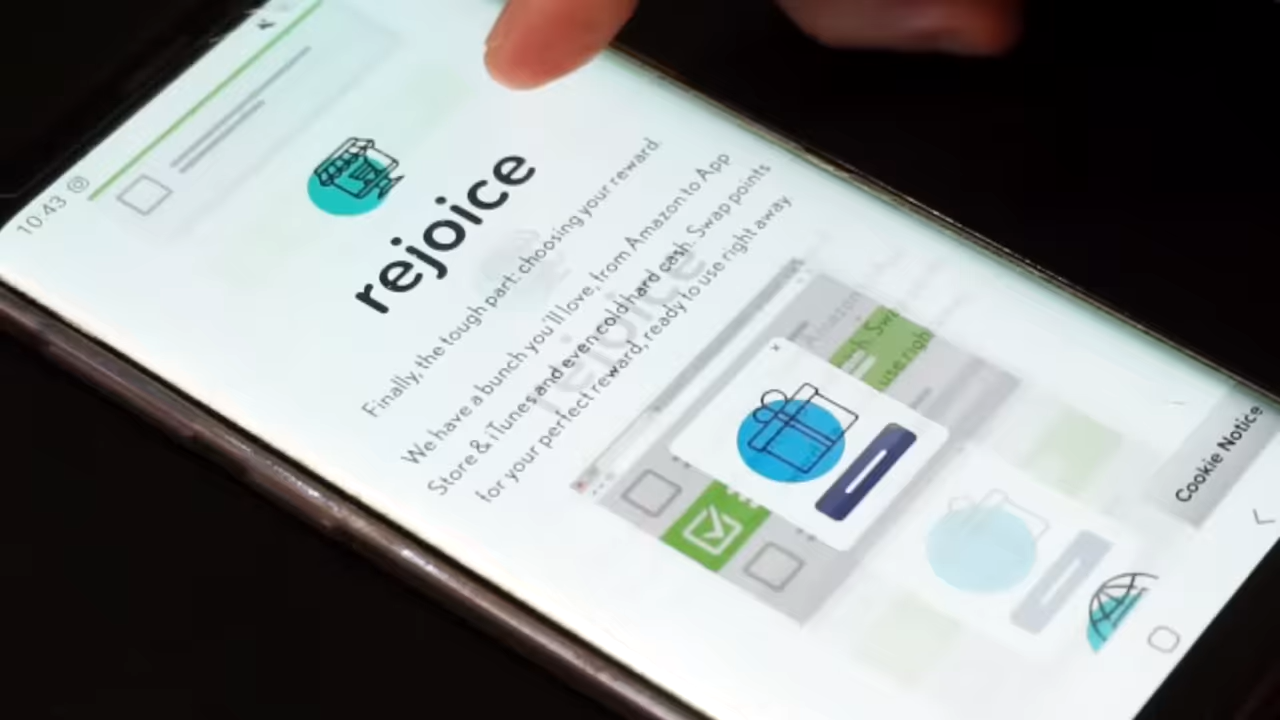 10:43
rejoice
Finally, the tough part: choosing your reward.
We have a bunch you'll love, from Amazon to App
Store & iTunes and even cold hard cash. Swap points
for your perfect reward, ready to use right away
Cookie Notice